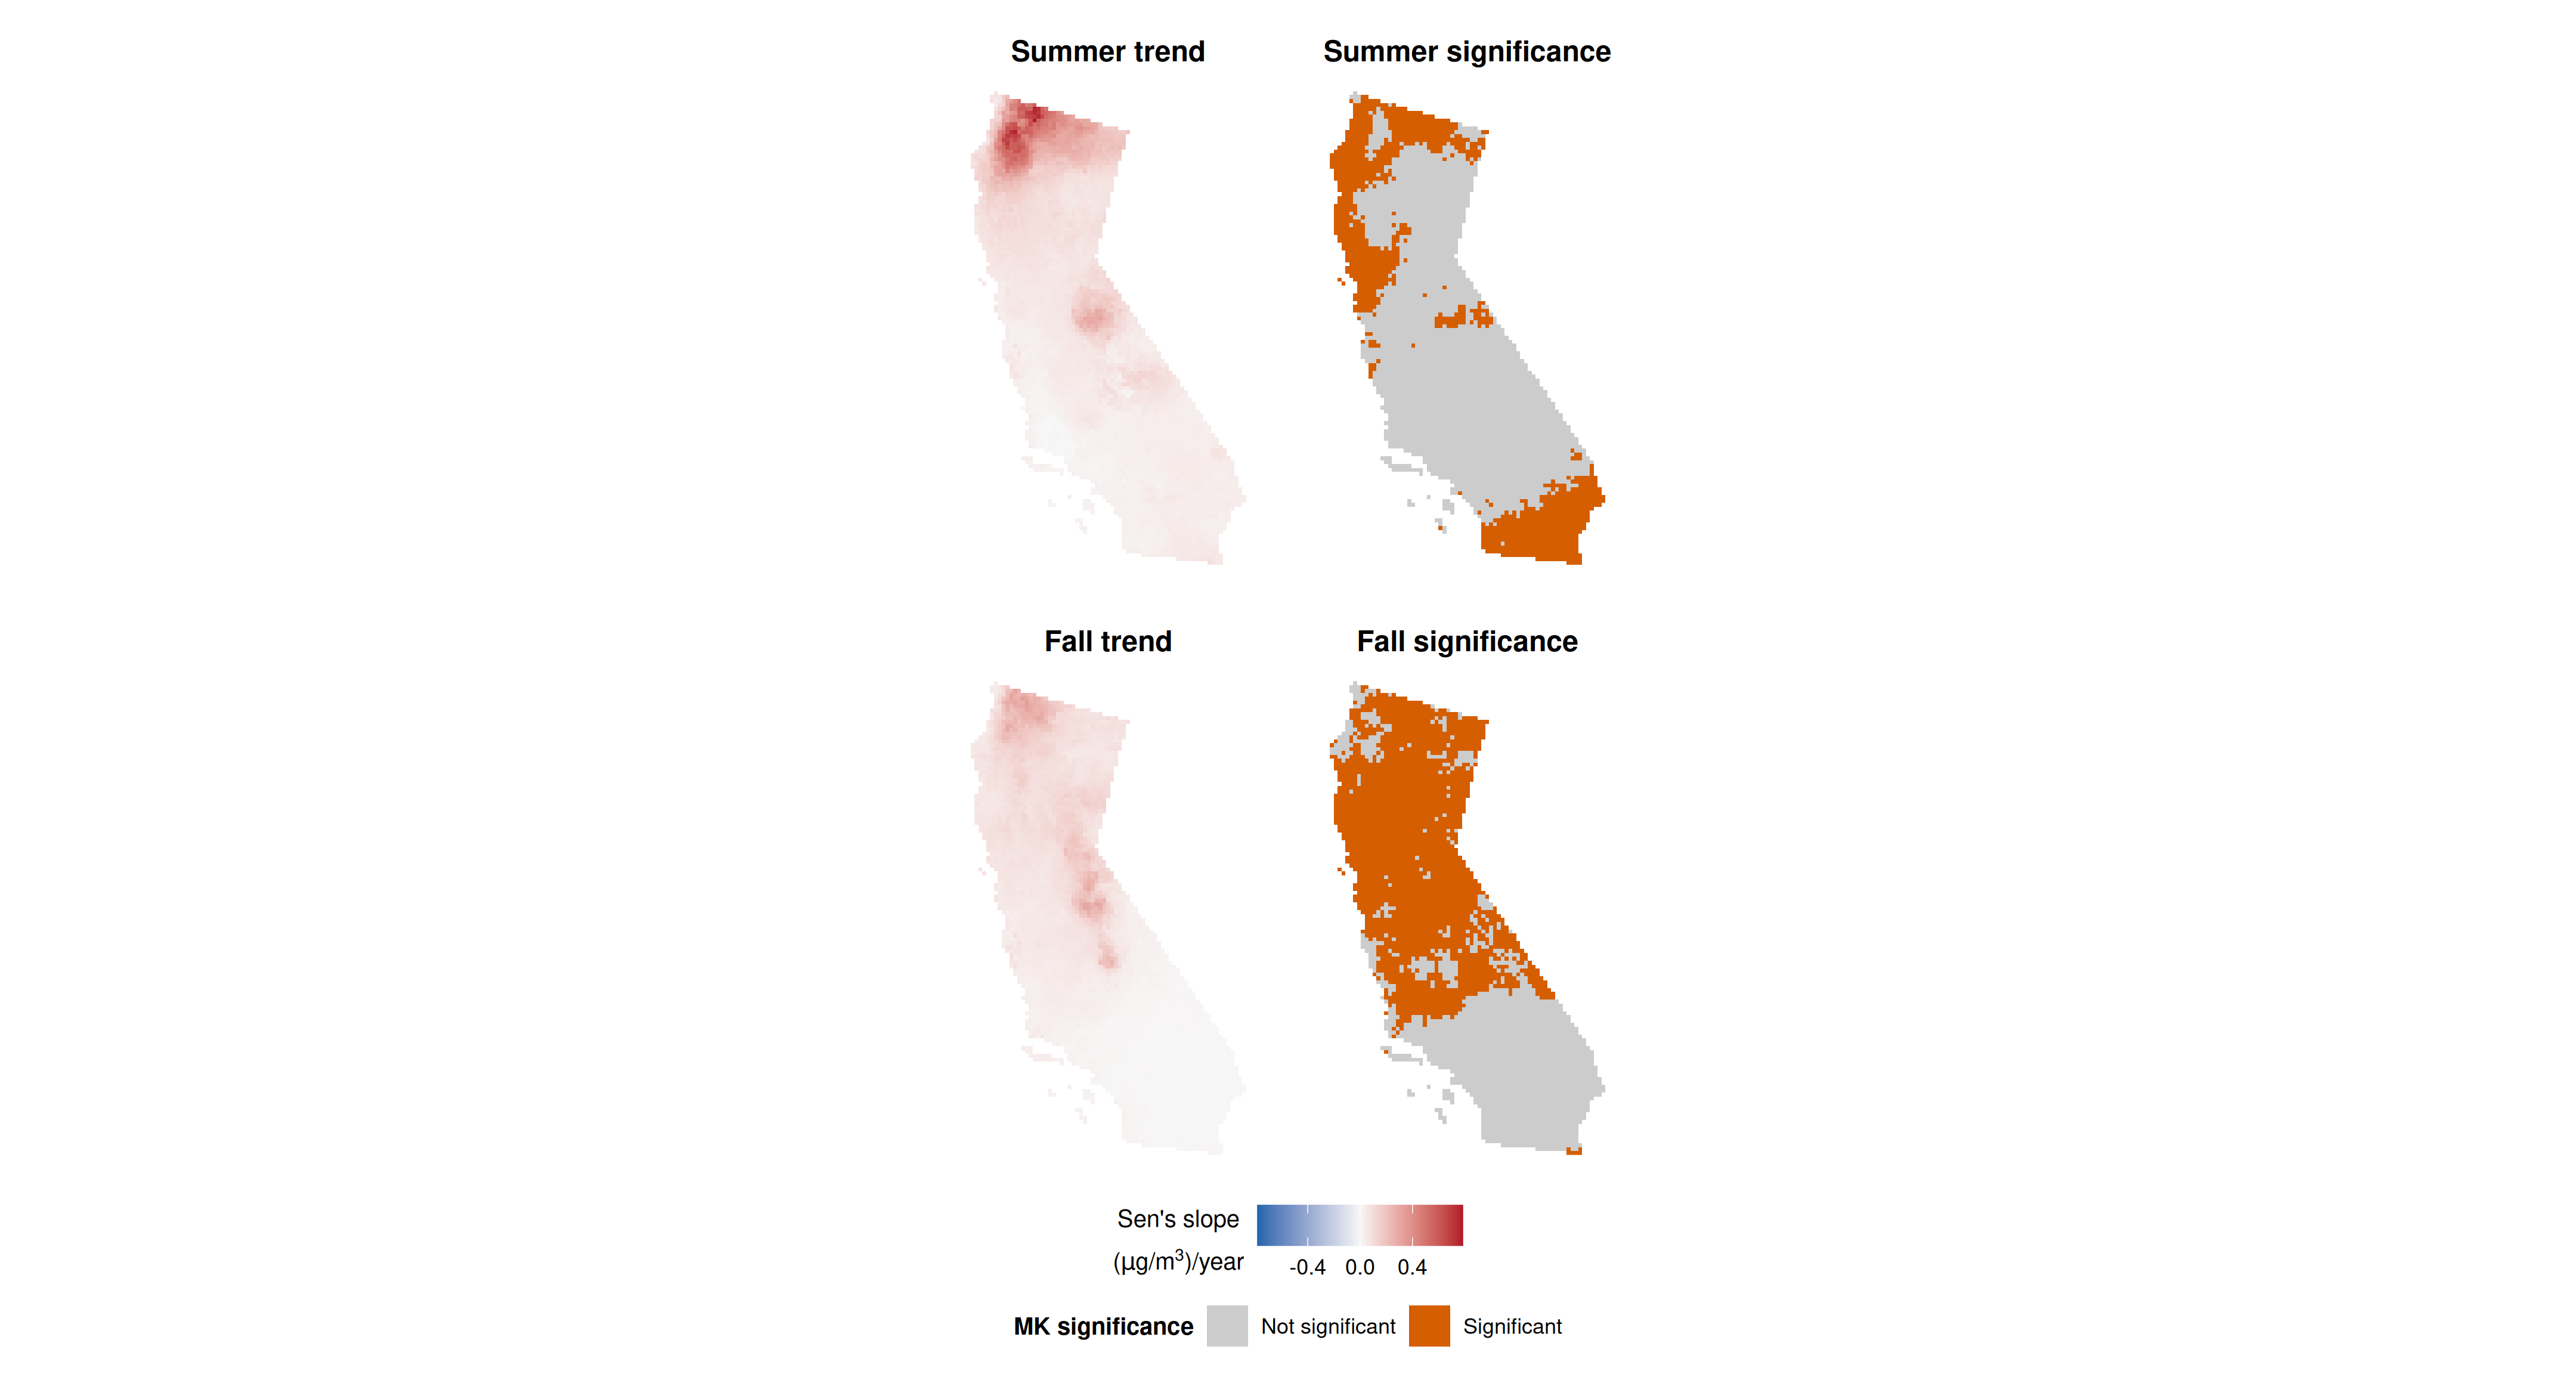 Summer trend
Summer significance
Fall trend
Fall significance
Sen's slope
(µg/m³)/year
-0.4 0.0 0.4
MK significance Not significant Significant